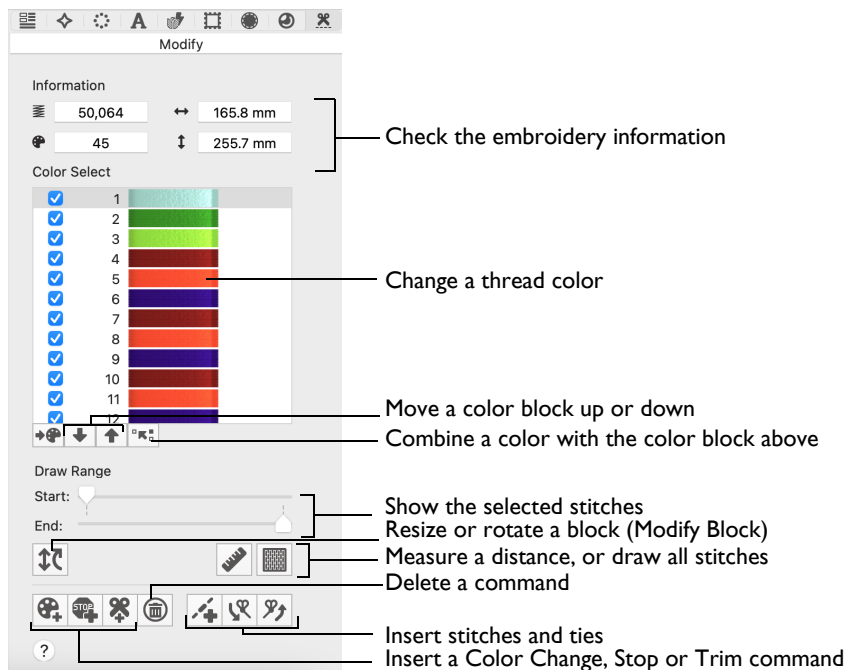 A
Modify
Information
50,064 165.8 mm
45 255.7 mm
Check the embroidery information
Color Select
1
2
3
4
5
Change a thread color
6
7
8
9
10
11
12
Move a color block up or down
Combine a color with the color block above
Draw Range
Start:
Show the selected stitches
End:
Resize or rotate a block (Modify Block)
Measure a distance, or draw all stitches
Delete a command
STOP
Insert stitches and ties
?
Insert a Color Change, Stop or Trim command